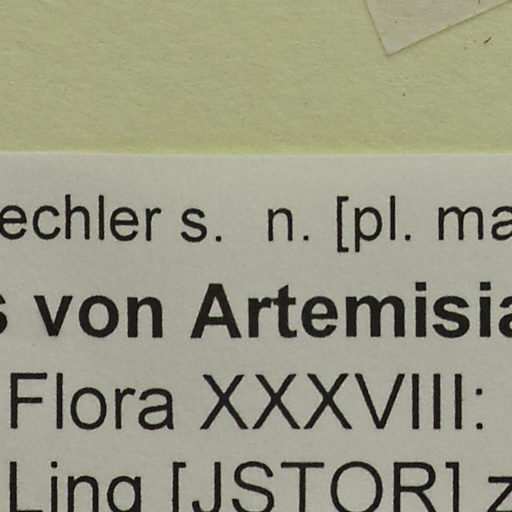 echler s. n. [pl. ma
s von Artemisia
Flora XXXVIII:
Ling [JSTOR] z